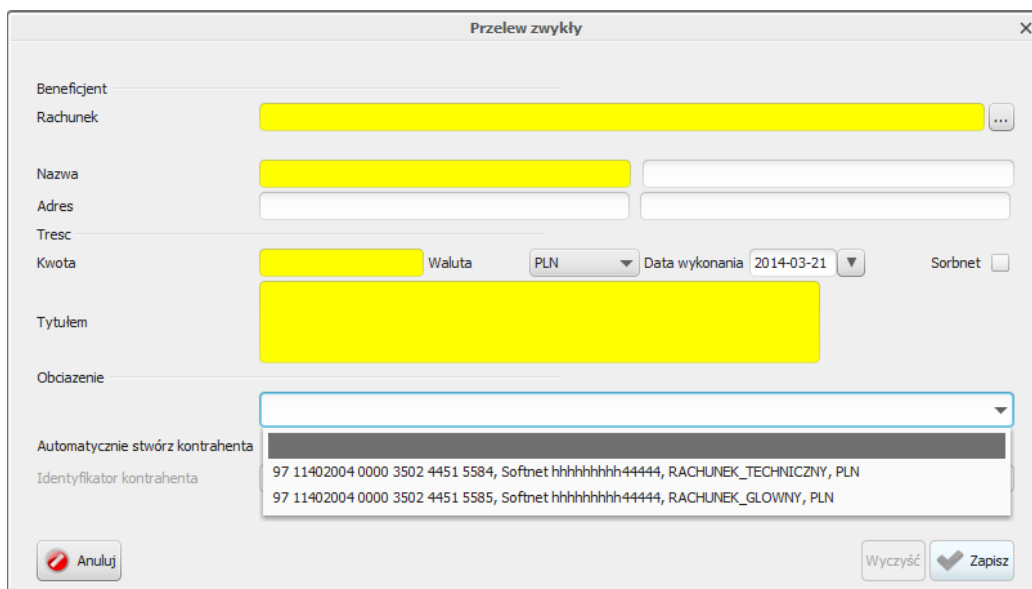 Przelew zwykły
Beneficjent
Rachunek
...
Nazwa
Adres
Tresc
Kwota Waluta PLN Data wykonania 2014-03-21 Sorbnet
Tytułem
Obciazenie
Automatycznie stwórz kontrahenta
97 11402004 0000 3502 4451 5584, Softnet hhhhhhhhh44444, RACHUNEK_TECHNICZNY, PLN
Identyfikator kontrahenta
97 11402004 0000 3502 4451 5585, Softnet hhhhhhhhh44444, RACHUNEK_GLOWNY, PLN
Anuluj Wyczyść Zapisz